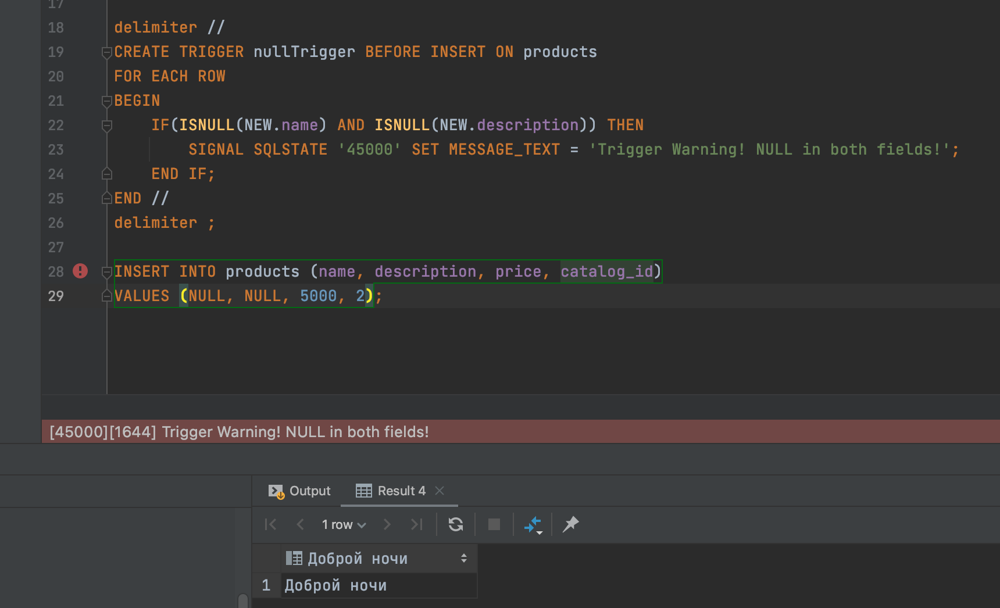 17
18 delimiter //
19 CREATE TRIGGER nullTrigger BEFORE INSERT ON products
20 FOR EACH ROW
21 BEGIN
22 IF(ISNULL(NEW.name) AND ISNULL(NEW.description)) THEN
23 SIGNAL SQLSTATE '45000' SET MESSAGE_TEXT = 'Trigger Warning! NULL in both fields!';
24 END IF;
25 END //
26 delimiter ;
27
28 INSERT INTO products (name, description, price, catalog_id)
29 VALUES (NULL, NULL, 5000, 2);
[45000][1644] Trigger Warning! NULL in both fields!
Output Result 4
1 row
Доброй ночи
1 Доброй ночи